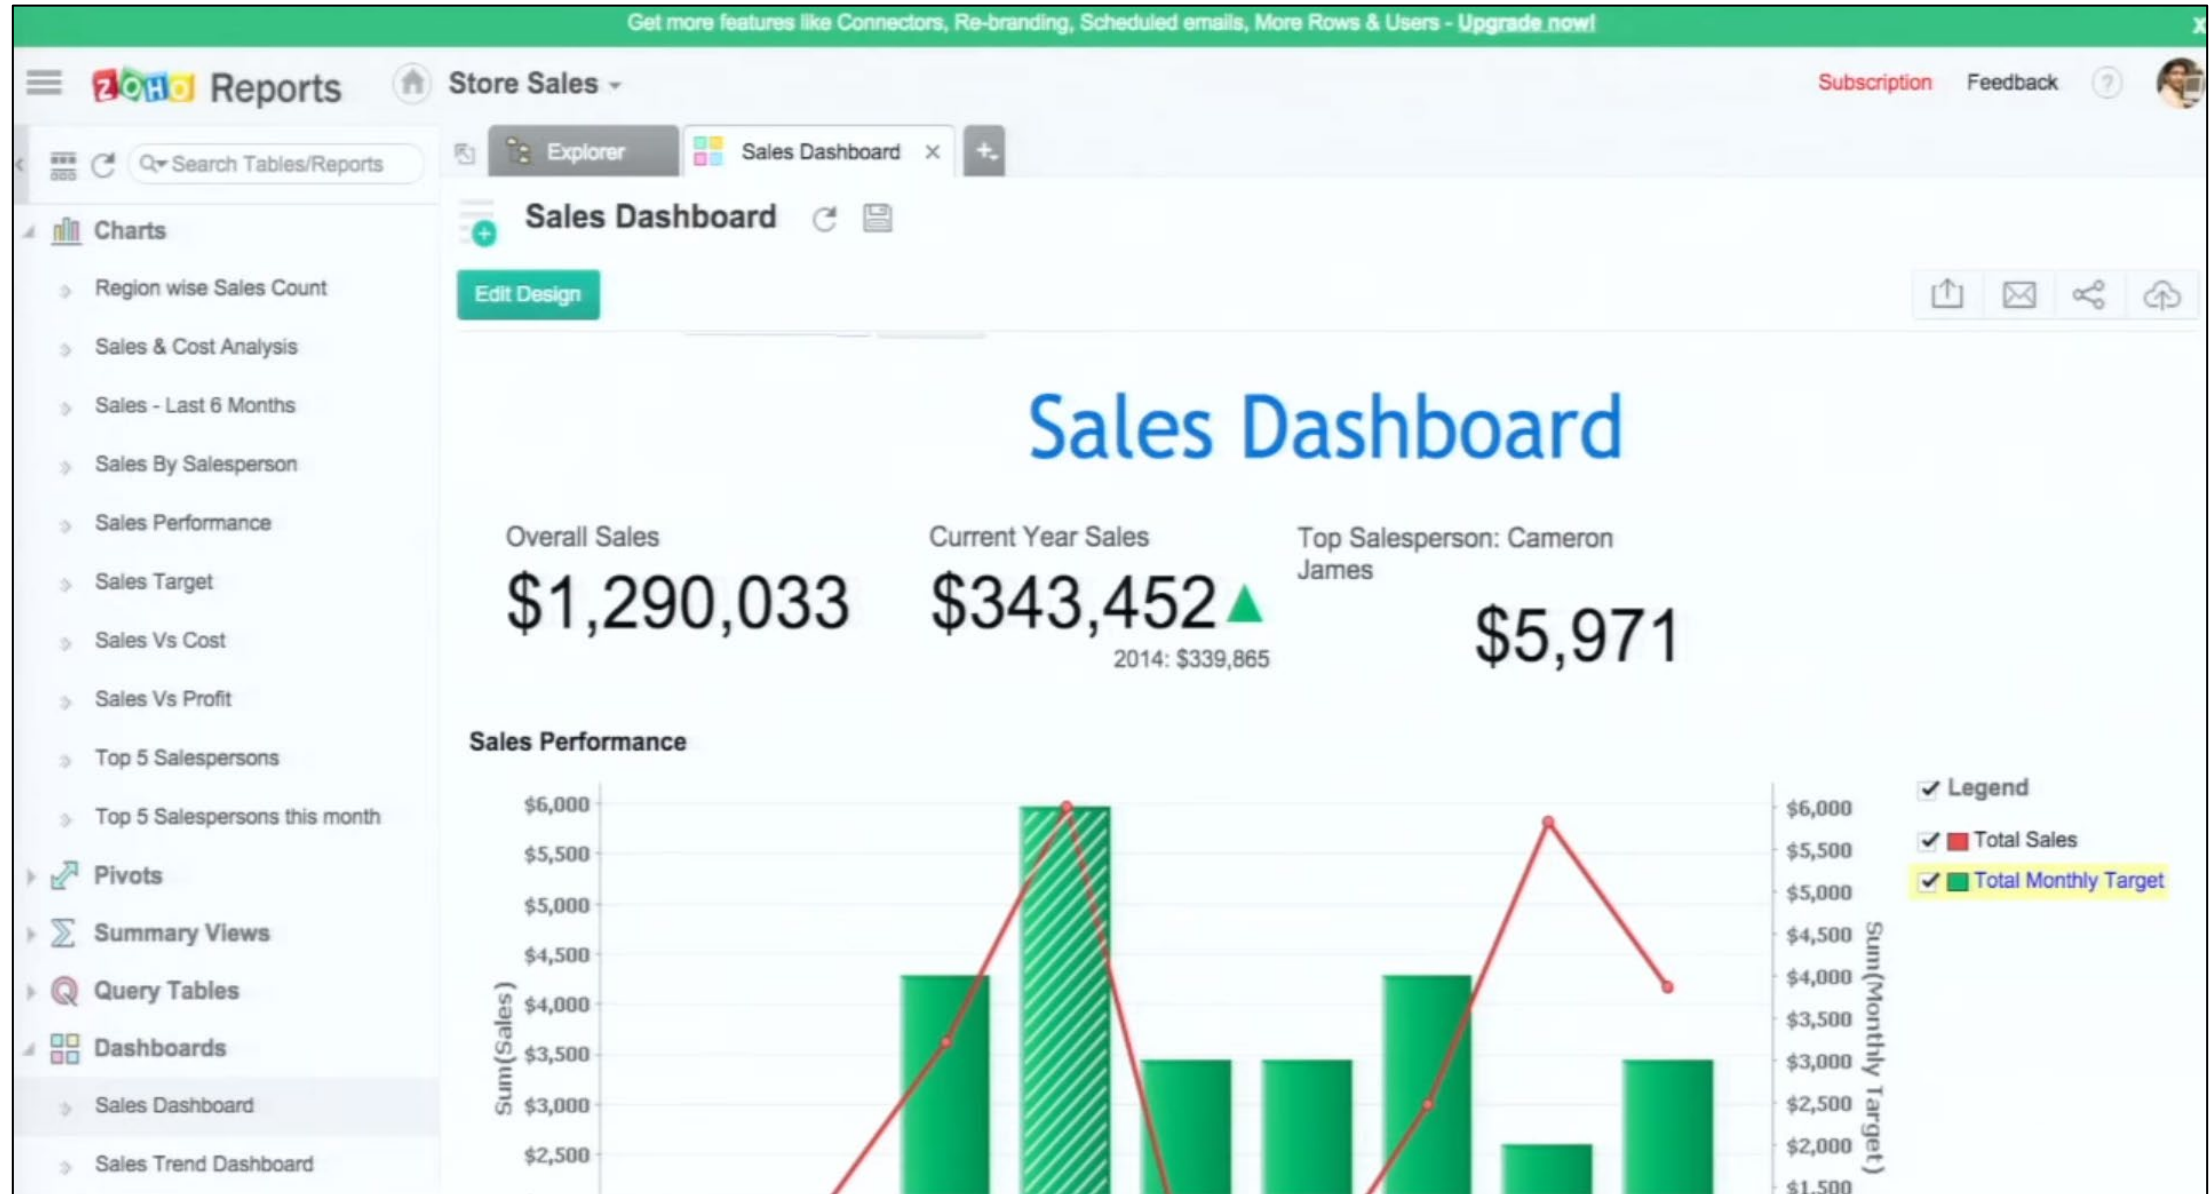 Get more features like Connectors, Re-branding, Scheduled emails, More Rows & Users - Upgrade now!
X
ZOHO Reports
Store Sales
Subscription
Feedback
?
Search Tables/Reports
Explorer
Sales Dashboard
Sales Dashboard
Edit Design
Charts
Region wise Sales Count
Sales & Cost Analysis
Sales - Last 6 Months
Sales By Salesperson
Sales Performance
Sales Target
Sales Vs Cost
Sales Vs Profit
Top 5 Salespersons
Top 5 Salespersons this month
Pivots
Summary Views
Query Tables
Dashboards
Sales Dashboard
Sales Trend Dashboard
Sales Dashboard
Overall Sales
$1,290,033
Current Year Sales
$343,452
2014: $339,865
Top Salesperson: Cameron
James
$5,971
Sales Performance
$6,000
$5,500
$5,000
$4,500
$4,000
$3,500
$3,000
$2,500
Sum(Sales)
$6,000
$5,500
$5,000
$4,500
$4,000
$3,500
$3,000
$2,500
$2,000
$1,500
Sum(Monthly Target)
Legend
Total Sales
Total Monthly Target